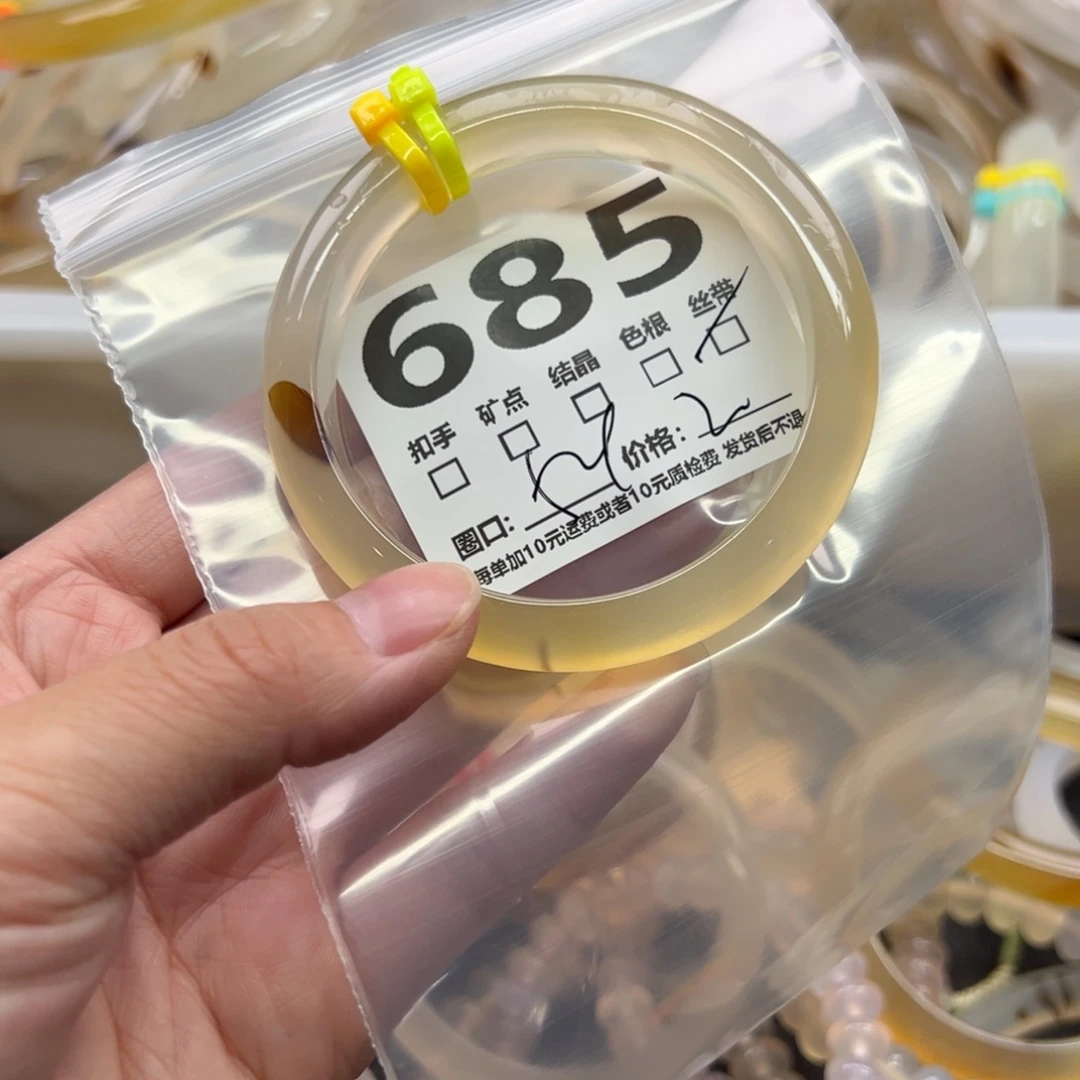 685
扣手 矿点 结晶 色根 丝带
圈口: 价格:
每单加10元运费或者10元质检费 发货后不退